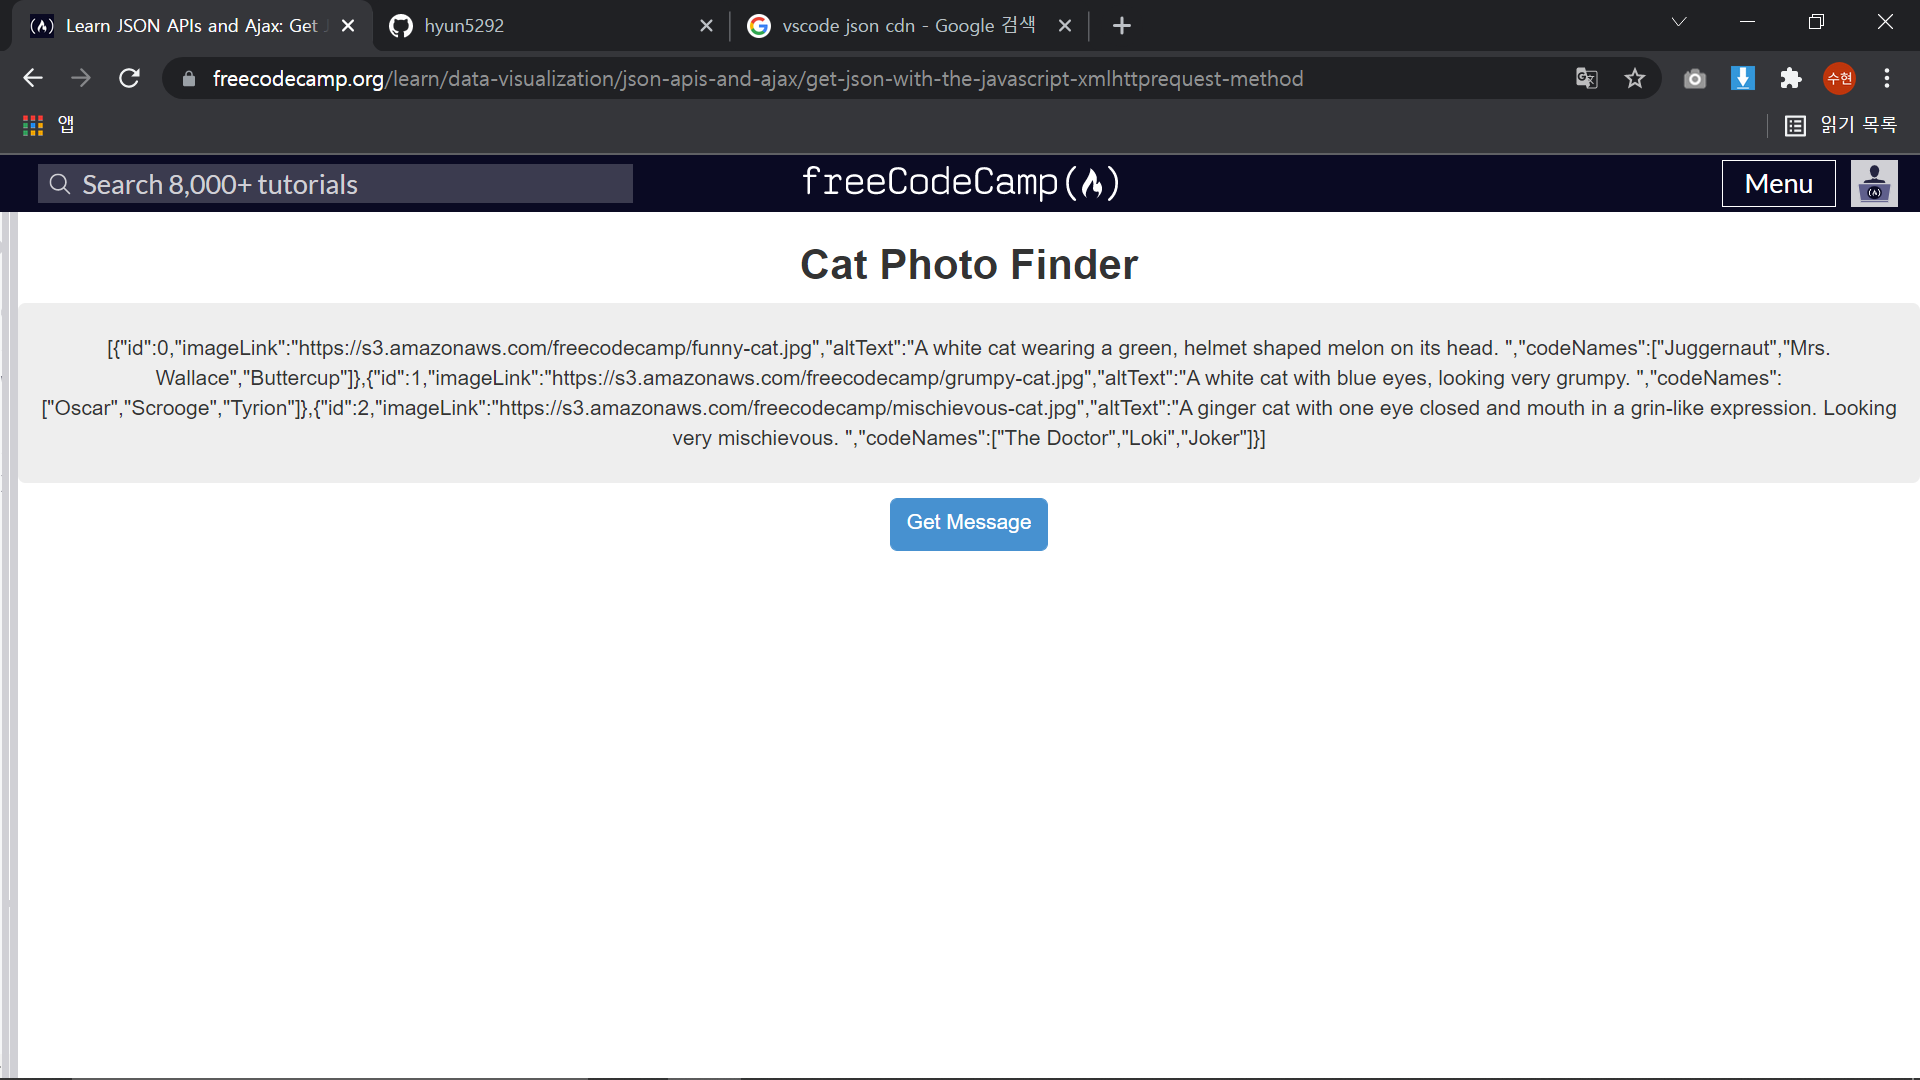 Learn JSON APIs and Ajax: Get J
hyun5292
vscode json cdn - Google 검색
freecodecamp.org/learn/data-visualization/json-apis-and-ajax/get-json-with-the-javascript-xmlhttprequest-method
수현
앱
읽기 목록
Search 8,000+ tutorials
freeCodeCamp(🔥)
Menu
Cat Photo Finder
[{"id":0,"imageLink":"https://s3.amazonaws.com/freecodecamp/funny-cat.jpg","altText":"A white cat wearing a green, helmet shaped melon on its head. ","codeNames":["Juggernaut","Mrs.
Wallace","Buttercup"]},{"id":1,"imageLink":"https://s3.amazonaws.com/freecodecamp/grumpy-cat.jpg","altText":"A white cat with blue eyes, looking very grumpy. ","codeNames":
["Oscar","Scrooge","Tyrion"]},{"id":2,"imageLink":"https://s3.amazonaws.com/freecodecamp/mischievous-cat.jpg","altText":"A ginger cat with one eye closed and mouth in a grin-like expression. Looking
very mischievous. ","codeNames":["The Doctor","Loki","Joker"]}]
Get Message